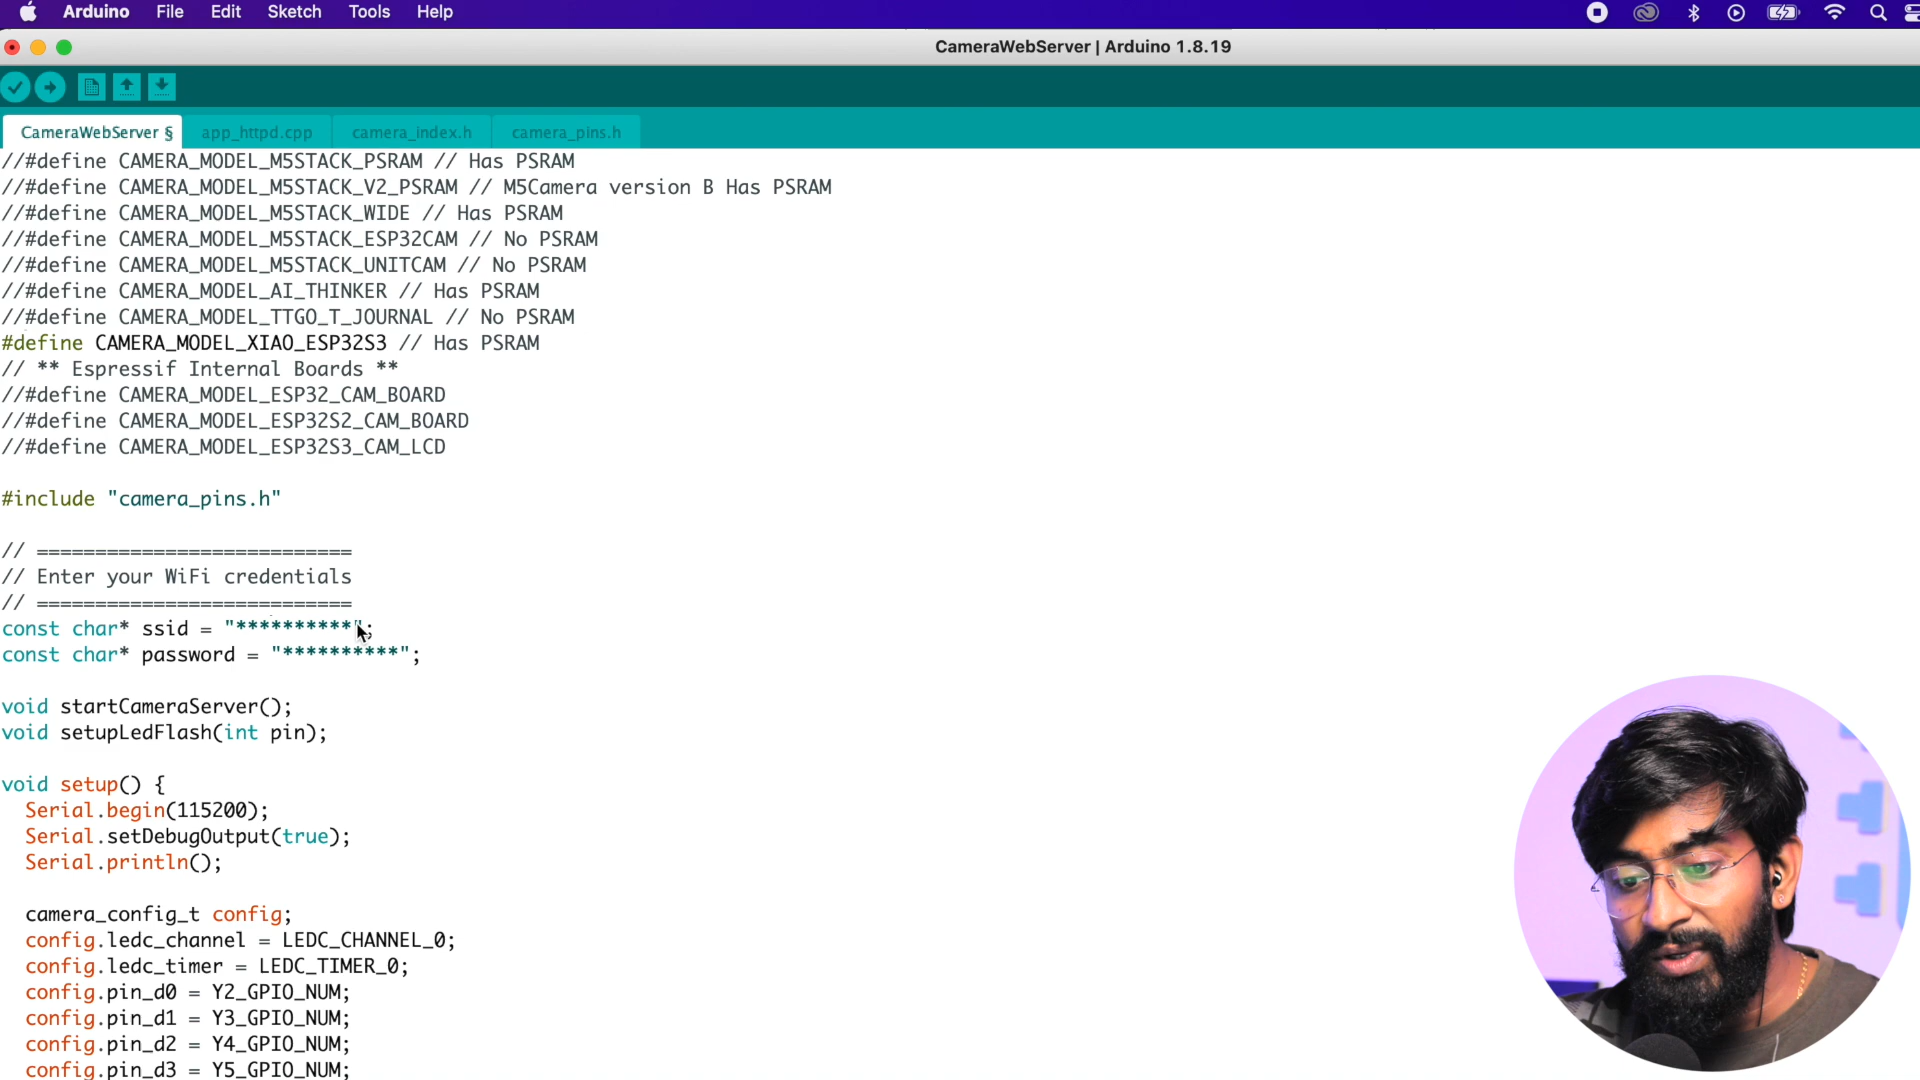 Arduino File Edit Sketch Tools Help
CameraWebServer | Arduino 1.8.19
CameraWebServer § app_httpd.cpp camera_index.h camera_pins.h
//#define CAMERA_MODEL_M5STACK_PSRAM // Has PSRAM
//#define CAMERA_MODEL_M5STACK_V2_PSRAM // M5Camera version B Has PSRAM
//#define CAMERA_MODEL_M5STACK_WIDE // Has PSRAM
//#define CAMERA_MODEL_M5STACK_ESP32CAM // No PSRAM
//#define CAMERA_MODEL_M5STACK_UNITCAM // No PSRAM
//#define CAMERA_MODEL_AI_THINKER // Has PSRAM
//#define CAMERA_MODEL_TTGO_T_JOURNAL // No PSRAM
#define CAMERA_MODEL_XIAO_ESP32S3 // Has PSRAM
// ** Espressif Internal Boards **
//#define CAMERA_MODEL_ESP32_CAM_BOARD
//#define CAMERA_MODEL_ESP32S2_CAM_BOARD
//#define CAMERA_MODEL_ESP32S3_CAM_LCD
#include "camera_pins.h"
// ===========================
// Enter your WiFi credentials
// ===========================
const char* ssid = "**********";
const char* password = "**********";
void startCameraServer();
void setupLedFlash(int pin);
void setup() {
Serial.begin(115200);
Serial.setDebugOutput(true);
Serial.println();
camera_config_t config;
config.ledc_channel = LEDC_CHANNEL_0;
config.ledc_timer = LEDC_TIMER_0;
config.pin_d0 = Y2_GPIO_NUM;
config.pin_d1 = Y3_GPIO_NUM;
config.pin_d2 = Y4_GPIO_NUM;
config.pin_d3 = Y5_GPIO_NUM;